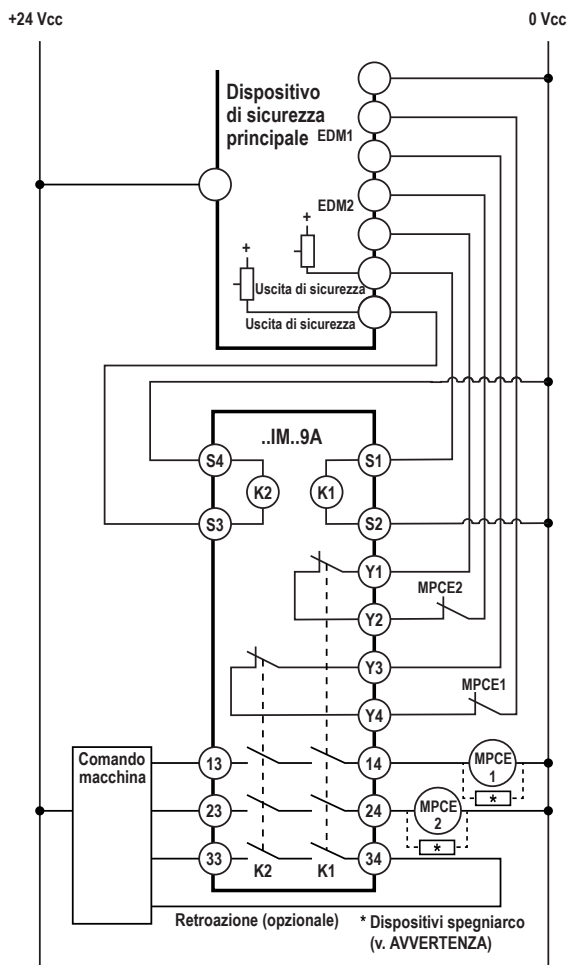 +24 Vcc
0 Vcc
Dispositivo
di sicurezza
principale
EDM1
EDM2
+
+
Uscita di sicurezza
Uscita di sicurezza
..IM..9A
S4
S1
K2
K1
S3
S2
Y1
MPCE2
Y2
Y3
MPCE1
Y4
Comando
macchina
13
14
MPCE
1
*
23
24
MPCE
2
*
33
K2
K1
34
Retroazione (opzionale)
* Dispositivi spegniarco
(v. AVVERTENZA)